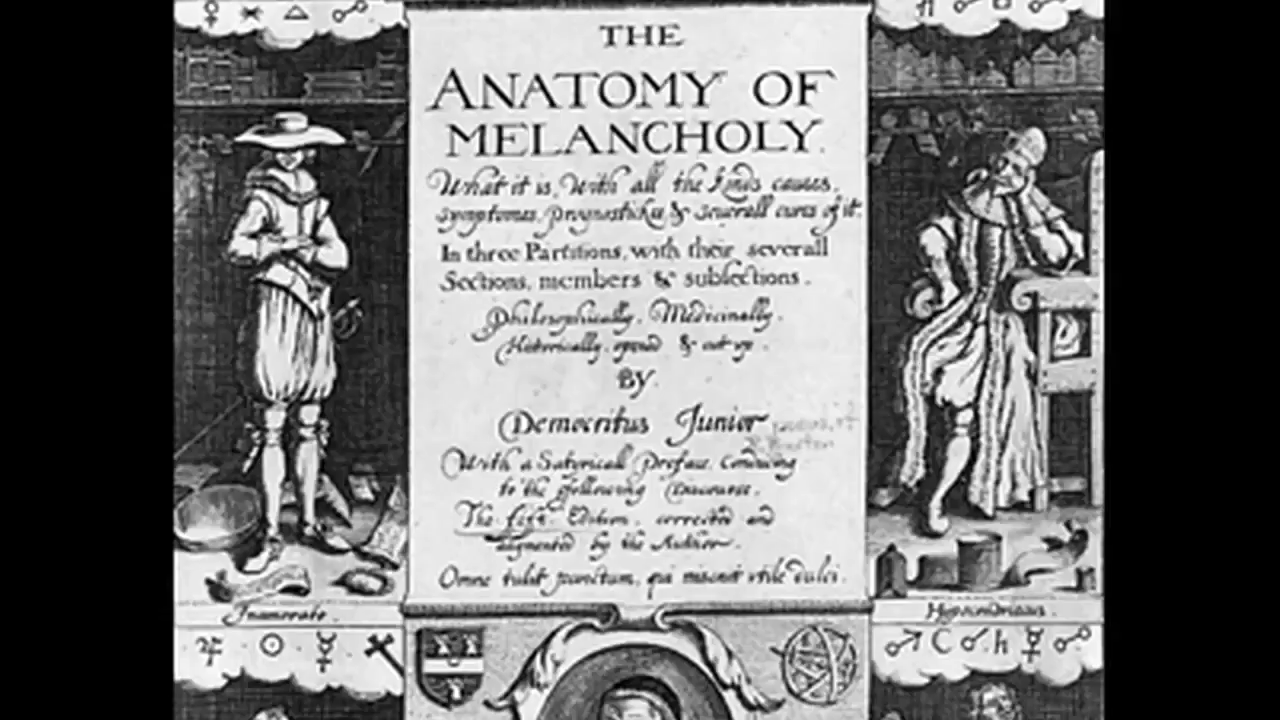 THE
ANATOMY OF
MELANCHOLY.
What it is, With all the kinds causes,
symptomes, prognostickes & severall cures of it.
In three Partitions, with their severall
Sections, members & subsections.
Philosophically, Medicinally,
Historically, opened & cut up.
BY.
Democritus Junior
With a Satyricall Preface, Conducing
to the following Discourse.
The fift Edition, corrected and
augmented by the Author.
Omne tulit punctum, qui miscuit utile dulci.
Inamorato.
Hypocondriacus.